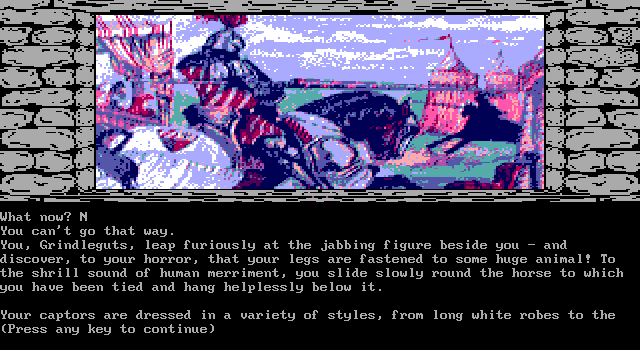 What now? N
You can't go that way.
You, Grindleguts, leap furiously at the jabbing figure beside you - and
discover, to your horror, that your legs are fastened to some huge animal! To
the shrill sound of human merriment, you slide slowly round the horse to which
you have been tied and hang helplessly below it.
Your captors are dressed in a variety of styles, from long white robes to the
(Press any key to continue)